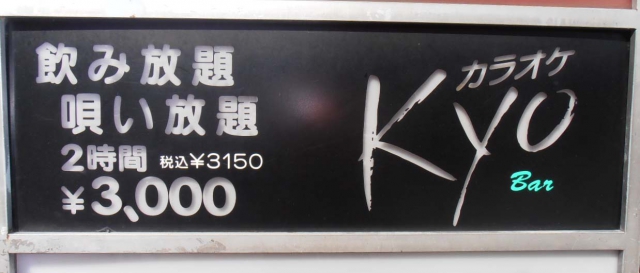 飲み放題
唄い放題
2時間 税込¥3150
¥3,000
カラオケ
Kyo
Bar